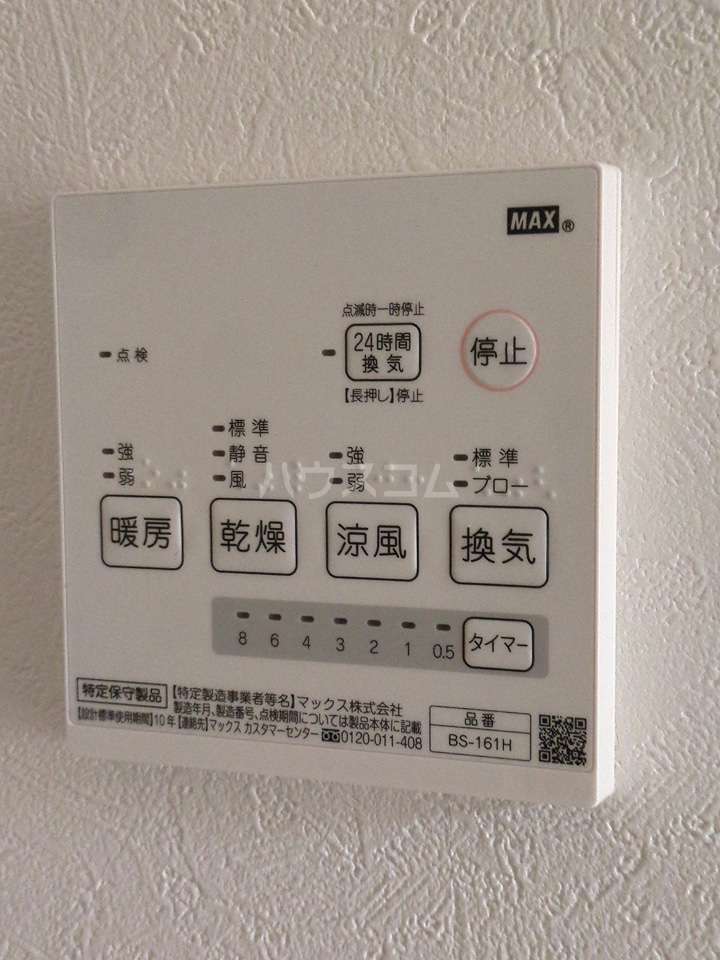 MAX®
点滅時一時停止
点検
24時間
換気
停止
【長押し】停止
強
弱
標準
静音
風
強
弱
標準
ブロー
ハウスコム
暖房
乾燥
涼風
換気
8 6 4 3 2 1 0.5
タイマー
特定保守製品
【特定製造事業者等名】マックス株式会社
製造年月、製造番号、点検期間については製品本体に記載
【設計標準使用期間】10年【連絡先】マックス カスタマーセンター 0120-011-408
品番
BS-161H